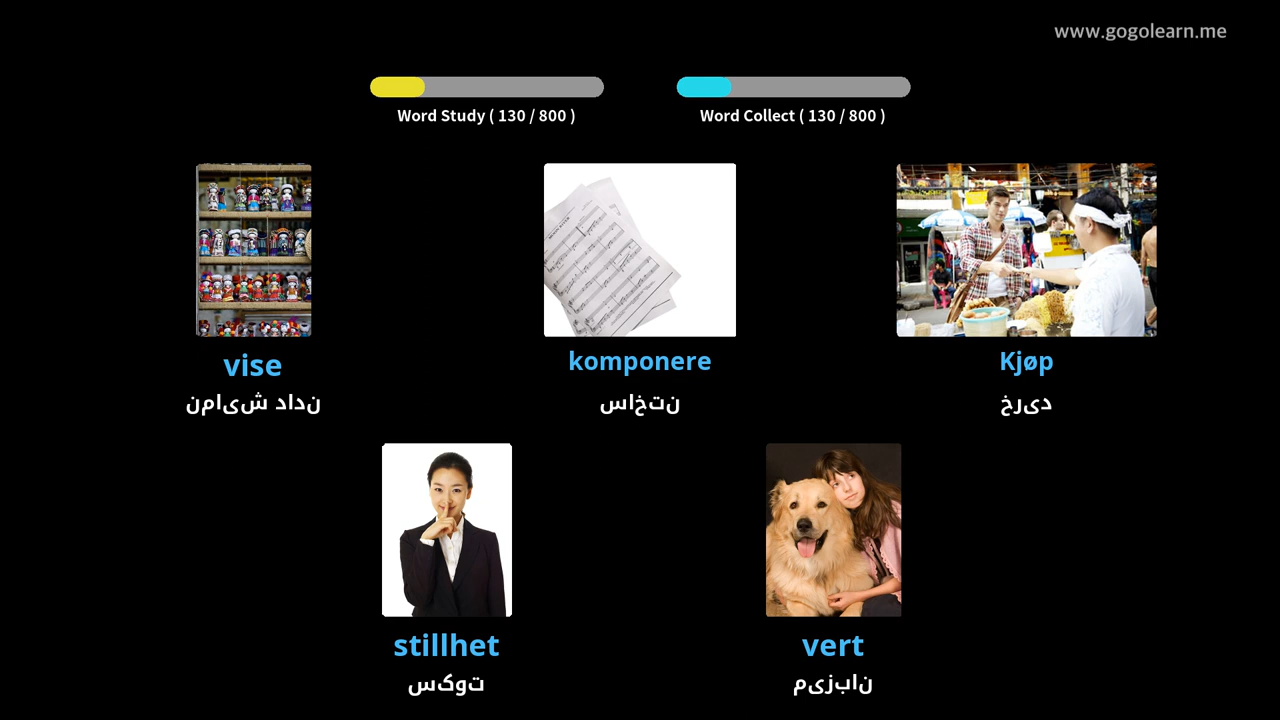 www.gogolearn.me
Word Study ( 130 / 800 )
Word Collect ( 130 / 800 )
vise
komponere
Kjøp
نمایش دادن
ساختن
خرید
stillhet
vert
سکوت
میزبان